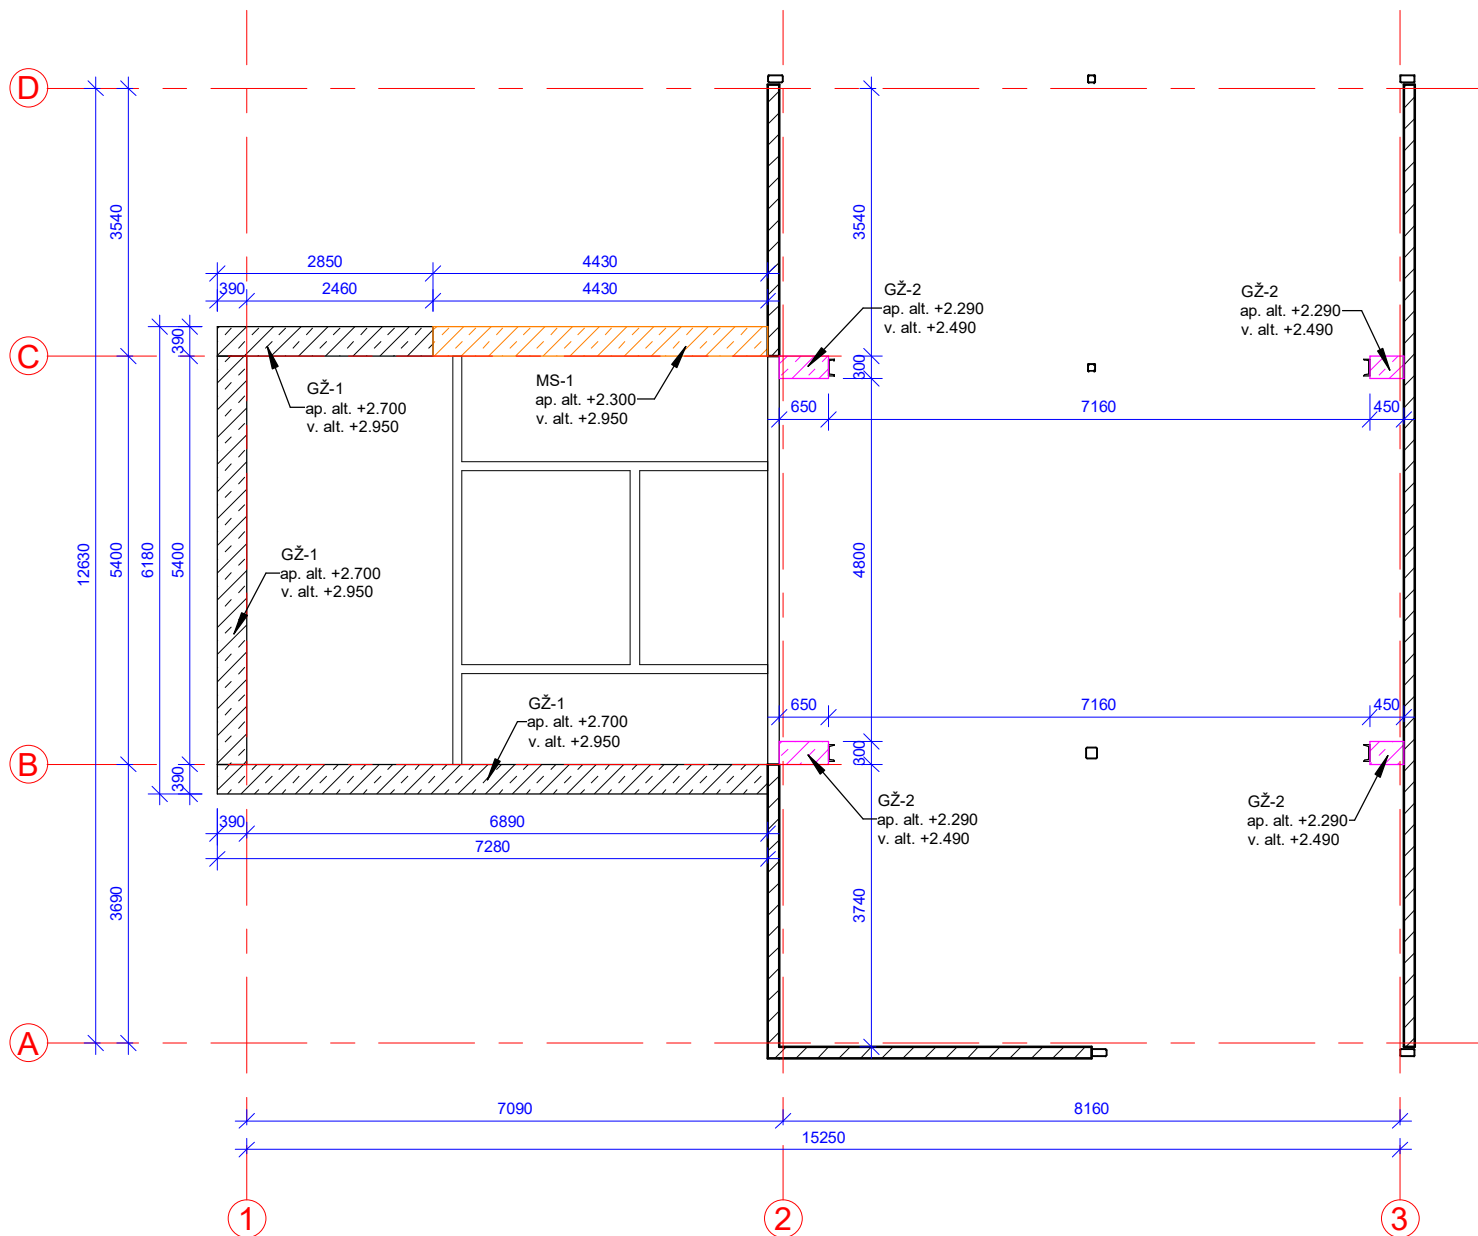 D
3540
3540
2850
4430
390
2460
4430
GŽ-2
ap. alt. +2.290
v. alt. +2.490
GŽ-2
ap. alt. +2.290
v. alt. +2.490
C
390
300
GŽ-1
ap. alt. +2.700
v. alt. +2.950
MS-1
ap. alt. +2.300
v. alt. +2.950
650
7160
450
12630
5400
6180
5400
GŽ-1
ap. alt. +2.700
v. alt. +2.950
4800
GŽ-1
ap. alt. +2.700
v. alt. +2.950
650
7160
450
B
390
300
390
6890
7280
GŽ-2
ap. alt. +2.290
v. alt. +2.490
GŽ-2
ap. alt. +2.290
v. alt. +2.490
3690
3740
A
7090
8160
15250
1
2
3